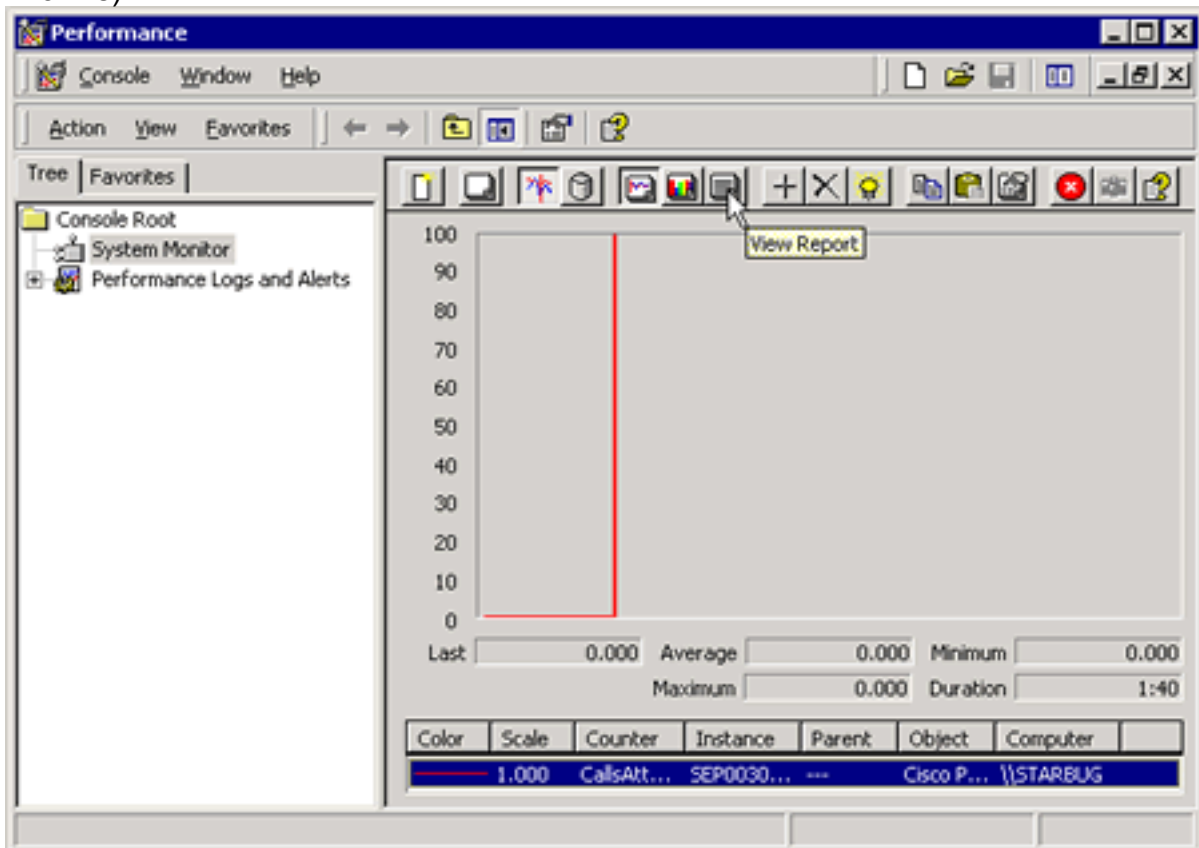 Performance
Console Window Help
Action View Favorites
Tree Favorites
Console Root
System Monitor
Performance Logs and Alerts
View Report
100
90
80
70
60
50
40
30
20
10
0
Last 0.000 Average 0.000 Minimum 0.000
Maximum 0.000 Duration 1:40
Color Scale Counter Instance Parent Object Computer
1.000 CallsAtt... SEP0030... --- Cisco P... \\STARBUG